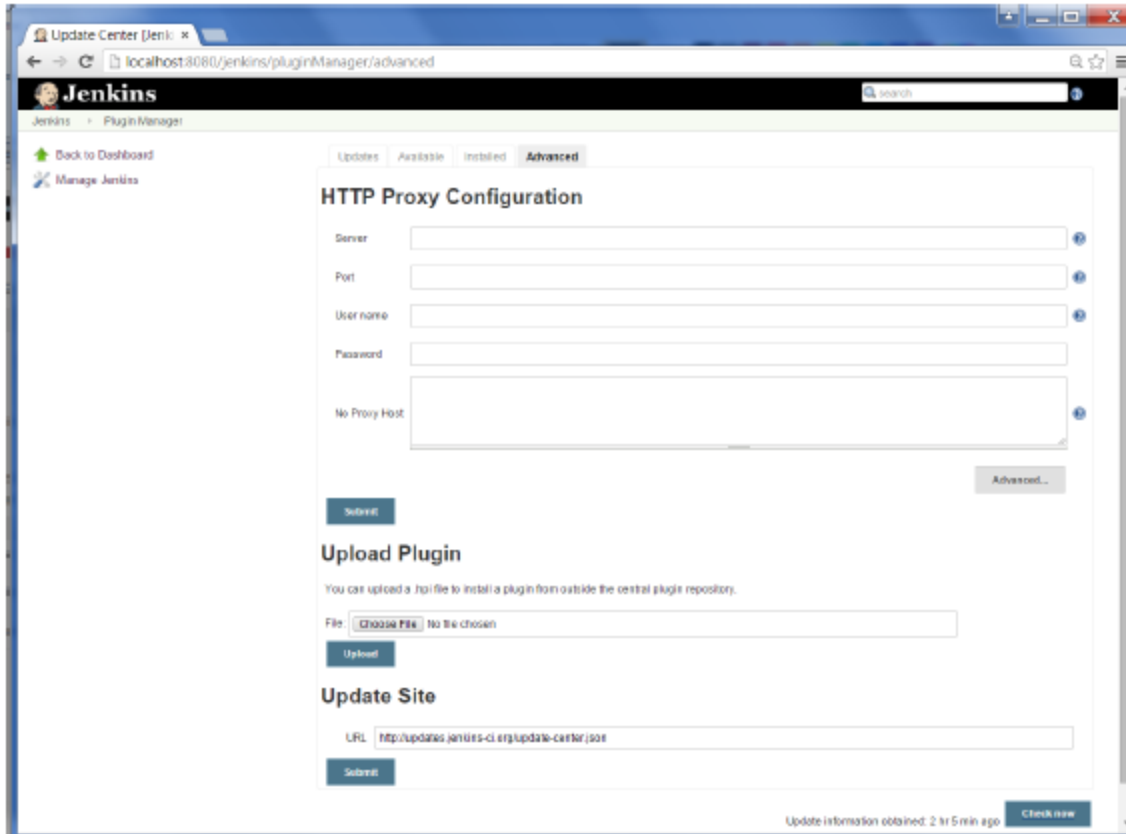 Update Center [Jenki
localhost:8080/jenkins/pluginManager/advanced
Jenkins
search
Jenkins
Plugin Manager
Back to Dashboard
Manage Jenkins
Updates Available Installed Advanced
HTTP Proxy Configuration
Server
Port
User name
Password
No Proxy Host
Advanced...
Submit
Upload Plugin
You can upload a .hpi file to install a plugin from outside the central plugin repository.
File: Choose File No file chosen
Upload
Update Site
URL http://updates.jenkins-ci.org/update-center.json
Submit
Update information obtained: 2 hr 5 min ago Check now